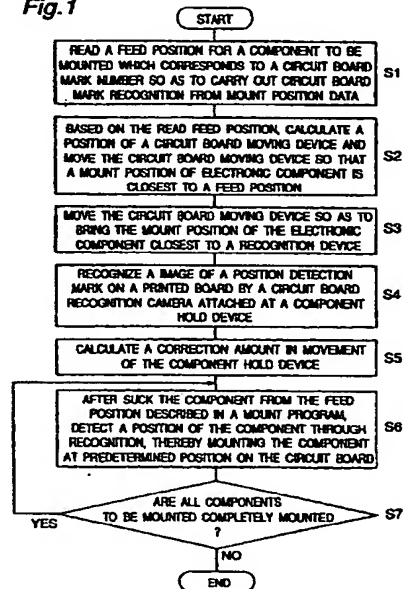 Fig.1
START
READ A FEED POSITION FOR A COMPONENT TO BE
MOUNTED WHICH CORRESPONDS TO A CIRCUIT BOARD
MARK NUMBER SO AS TO CARRY OUT CIRCUIT BOARD
MARK RECOGNITION FROM MOUNT POSITION DATA
S1
BASED ON THE READ FEED POSITION, CALCULATE A
POSITION OF A CIRCUIT BOARD MOVING DEVICE AND
MOVE THE CIRCUIT BOARD MOVING DEVICE SO THAT
A MOUNT POSITION OF ELECTRONIC COMPONENT IS
CLOSEST TO A FEED POSITION
S2
MOVE THE CIRCUIT BOARD MOVING DEVICE SO AS TO
BRING THE MOUNT POSITION OF THE ELECTRONIC
COMPONENT CLOSEST TO A RECOGNITION DEVICE
S3
RECOGNIZE A IMAGE OF A POSITION DETECTION
MARK ON A PRINTED BOARD BY A CIRCUIT BOARD
RECOGNITION CAMERA ATTACHED AT A COMPONENT
HOLD DEVICE
S4
CALCULATE A CORRECTION AMOUNT IN MOVEMENT
OF THE COMPONENT HOLD DEVICE
S5
AFTER SUCK THE COMPONENT FROM THE FEED
POSITION DESCRIBED IN A MOUNT PROGRAM,
DETECT A POSITION OF THE COMPONENT THROUGH
RECOGNITION, THEREBY MOUNTING THE COMPONENT
AT PREDETERMINED POSITION ON THE CIRCUIT BOARD
S6
ARE ALL COMPONENTS
TO BE MOUNTED COMPLETELY MOUNTED
?
S7
YES
NO
END